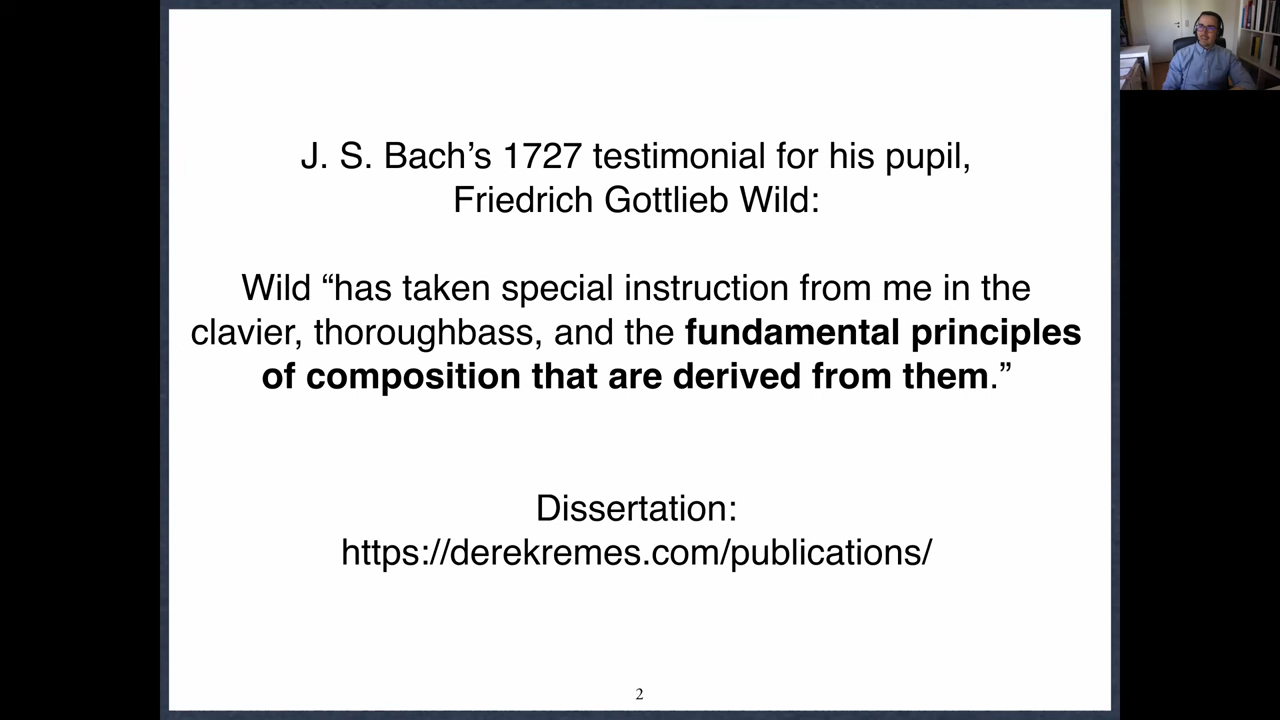 J. S. Bach’s 1727 testimonial for his pupil,
Friedrich Gottlieb Wild:
Wild “has taken special instruction from me in the
clavier, thoroughbass, and the fundamental principles
of composition that are derived from them.”
Dissertation:
https://derekremes.com/publications/
2